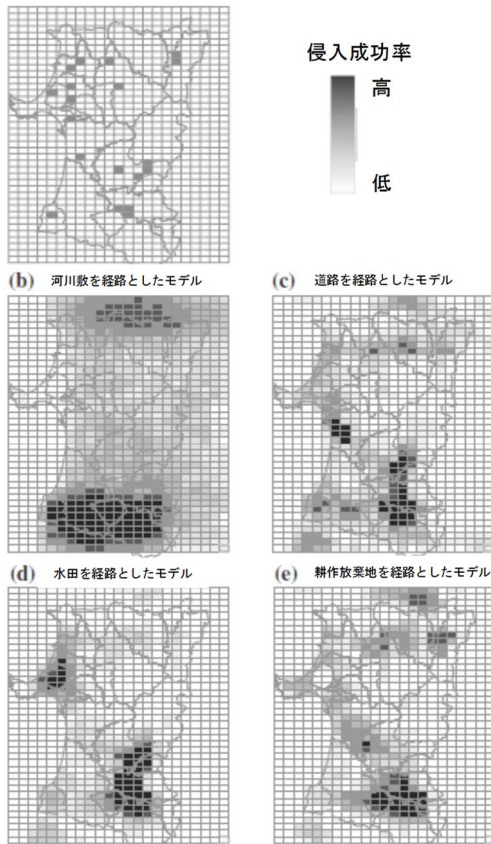 侵入成功率
高
低
(b) 河川敷を経路としたモデル
(c) 道路を経路としたモデル
(d) 水田を経路としたモデル
(e) 耕作放棄地を経路としたモデル